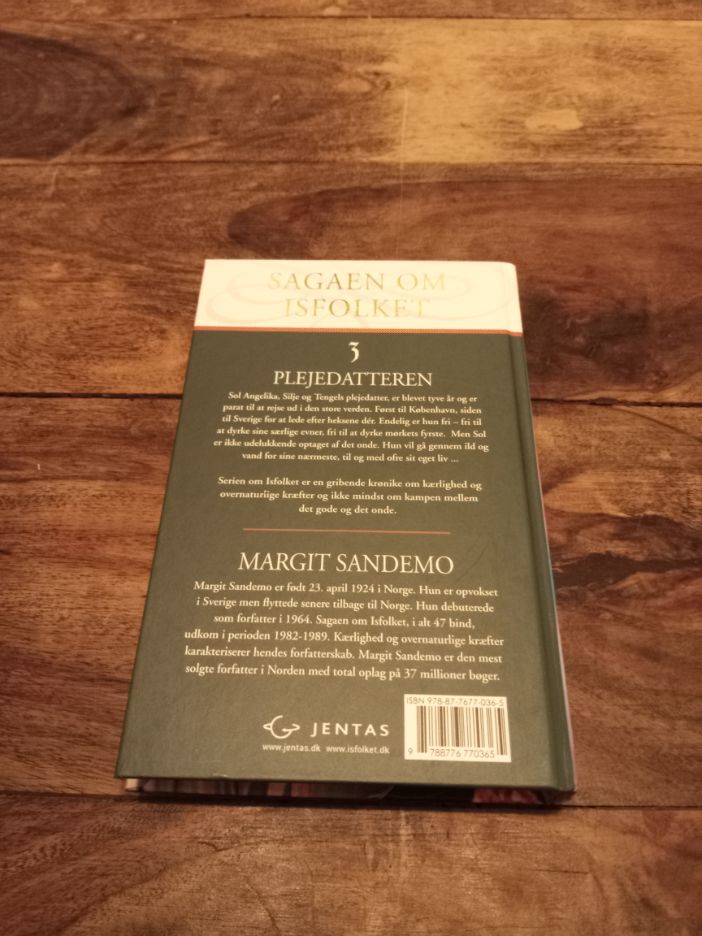 SAGAEN OM
ISFOLKET
3
PLEJEDATTEREN
Sol Angelika, Silje og Tengels plejedatter, er blevet tyve år og er
parat til at rejse ud i den store verden. Først til København, siden
til Sverige for at lede efter heksene dér. Endelig er hun fri – fri til
at dyrke sine særlige evner, fri til at dyrke mørkets fyrste. Men Sol
er ikke udelukkende optaget af det onde. Hun vil gå gennem ild og
vand for sine nærmeste, til og med ofre sit eget liv ...
Serien om Isfolket er en gribende krønike om kærlighed og
overnaturlige kræfter og ikke mindst om kampen mellem
det gode og det onde.
MARGIT SANDEMO
Margit Sandemo er født 23. april 1924 i Norge. Hun er opvokset
i Sverige men flyttede senere tilbage til Norge. Hun debuterede
som forfatter i 1964. Sagaen om Isfolket, i alt 47 bind,
udkom i perioden 1982-1989. Kærlighed og overnaturlige kræfter
karakteriserer hendes forfatterskab. Margit Sandemo er den mest
solgte forfatter i Norden med total oplag på 37 millioner bøger.
JENTAS
www.jentas.dk www.isfolket.dk
ISBN 978-87-7677-036-5
9 788776 770365